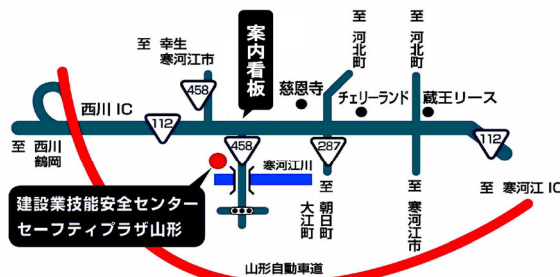 至 幸生
寒河江市
案内看板
至 河北町
至 河北町
458
慈恩寺
チェリーランド
蔵王リース
西川 IC
112
458
287
112
至 西川
鶴岡
寒河江川
建設業技能安全センター
セーフティプラザ山形
至 朝日町
大江町
至 寒河江市
至 寒河江 IC
山形自動車道